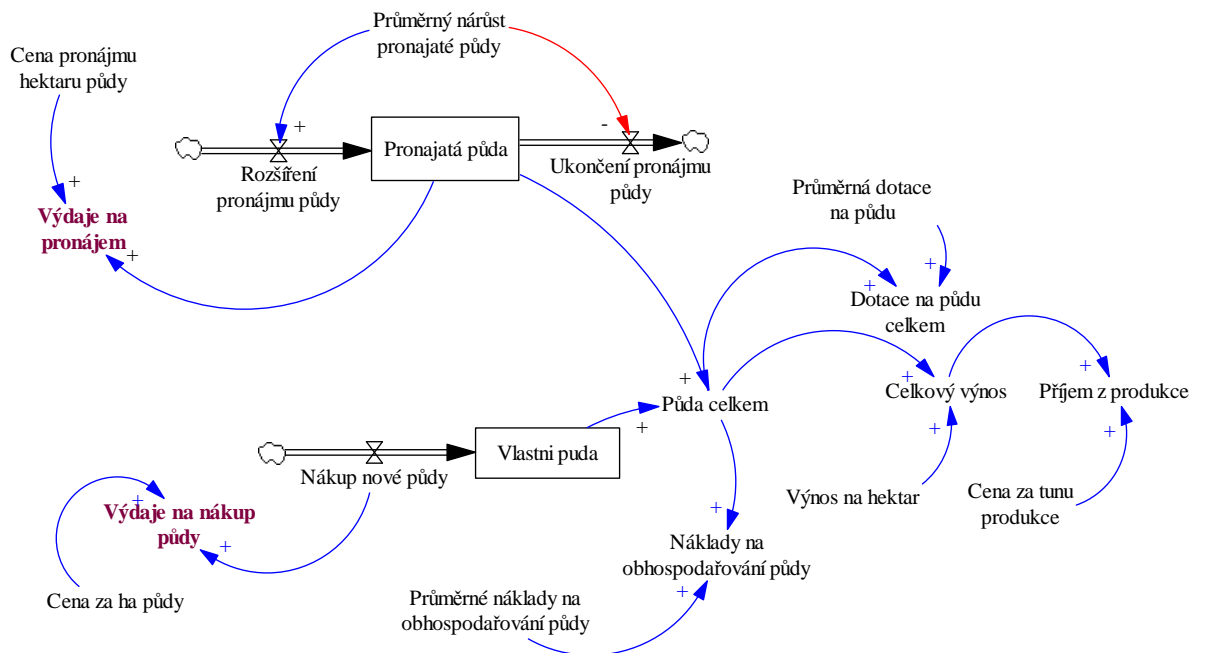 Průměrný nárůst
pronajaté půdy
Cena pronájmu
hektaru půdy
+
-
Pronajatá půda
Rozšíření
pronájmu půdy
Ukončení pronájmu
půdy
+
Výdaje na
pronájem
+
Průměrná dotace
na půdu
+
+
Dotace na půdu
celkem
+
+
+
Půda celkem
Celkový výnos
Příjem z produkce
+
+
+
Vlastni puda
Nákup nové půdy
Výnos na hektar
Cena za tunu
produkce
+
Výdaje na nákup
půdy
+
+
Náklady na
obhospodařování půdy
Cena za ha půdy
+
Průměrné náklady na
obhospodařování půdy